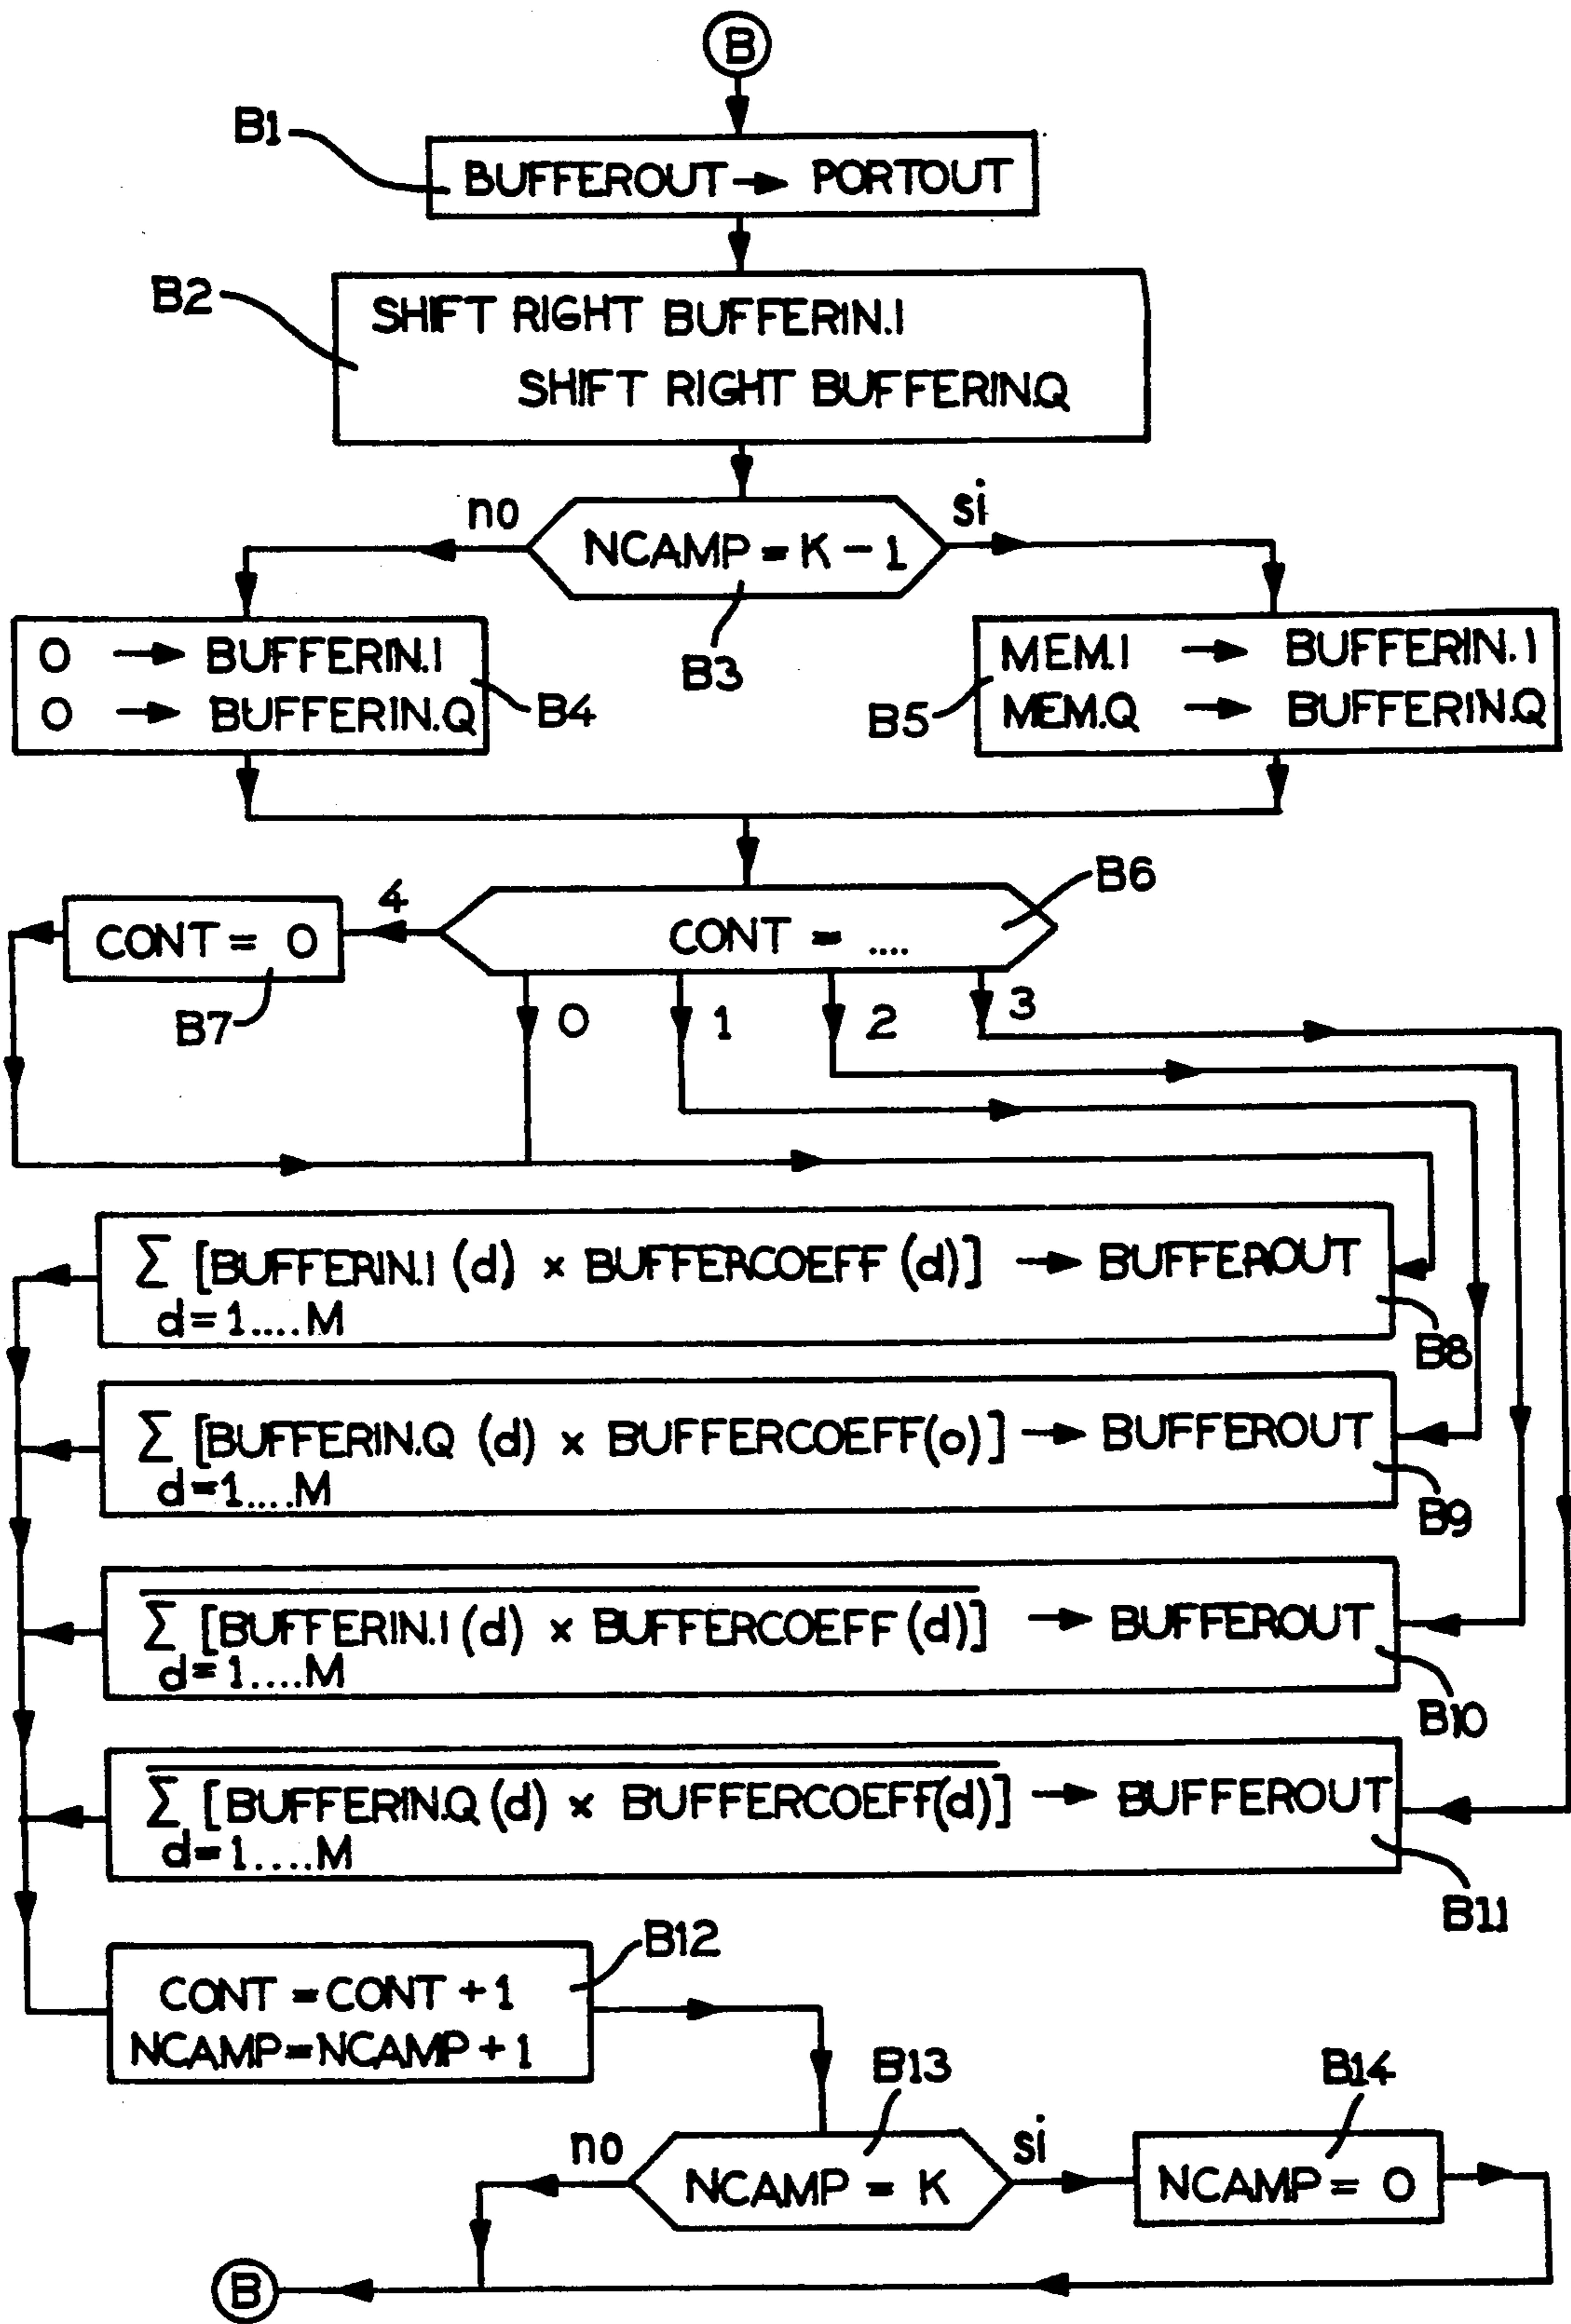 B
B1
BUFFEROUT → PORTOUT
B2
SHIFT RIGHT BUFFERIN.I
SHIFT RIGHT BUFFERIN.Q
no
si
NCAMP = K - 1
B3
0 → BUFFERIN.I
0 → BUFFERIN.Q
B4
MEM.I → BUFFERIN.I
MEM.Q → BUFFERIN.Q
B5
B6
4
CONT = 0
CONT = ....
B7
0
1
2
3
∑ [BUFFERIN.I (d) × BUFFERCOEFF (d)] → BUFFEROUT
d=1....M
B8
∑ [BUFFERIN.Q (d) × BUFFERCOEFF(o)] → BUFFEROUT
d=1....M
B9
∑ [BUFFERIN.I (d) × BUFFERCOEFF (d)] → BUFFEROUT
d=1....M
B10
∑ [BUFFERIN.Q (d) × BUFFERCOEFF(d)] → BUFFEROUT
d=1....M
B11
B12
CONT = CONT + 1
NCAMP = NCAMP + 1
B13
B14
no
si
NCAMP = K
NCAMP = 0
B